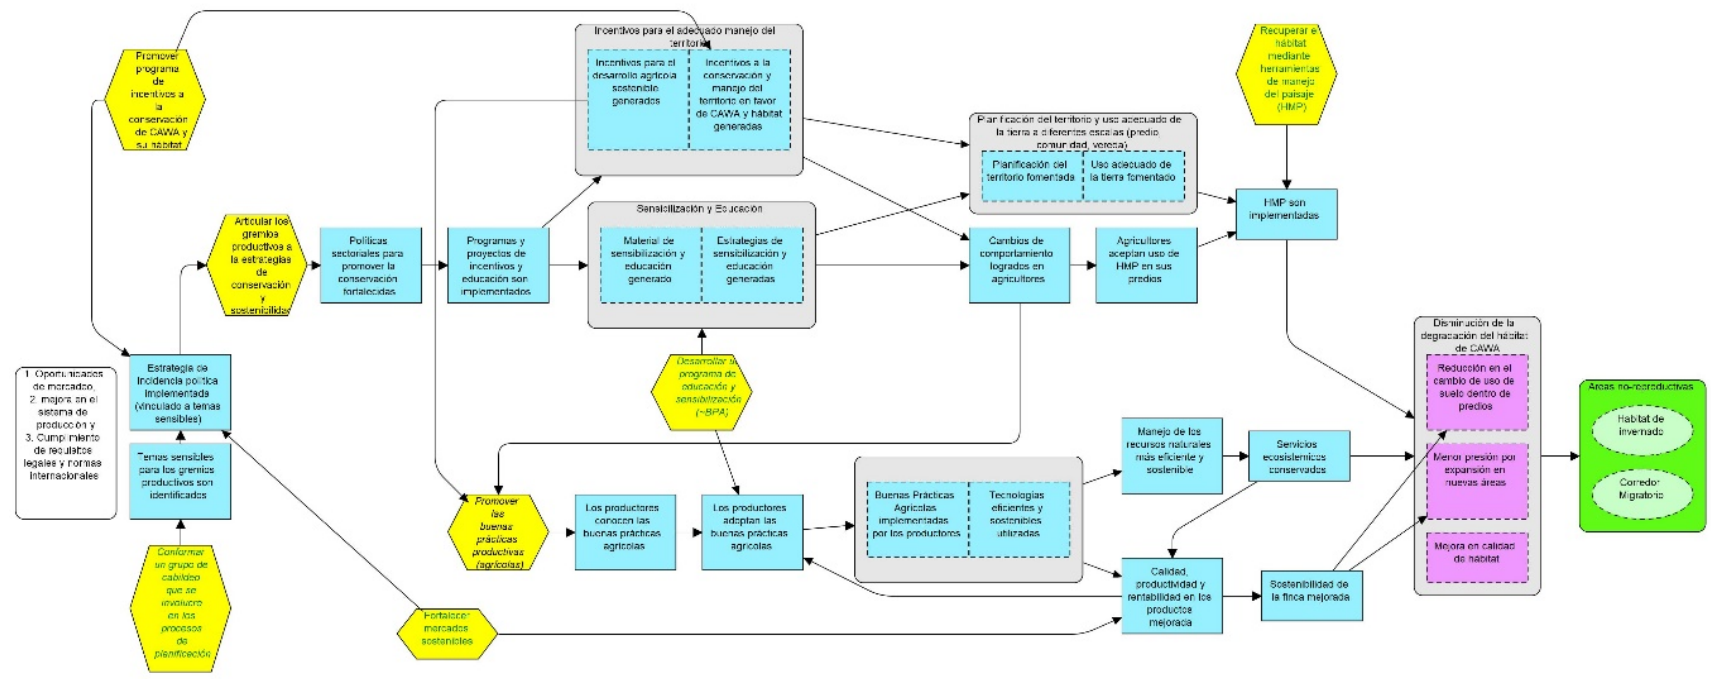 Promover
programa
de
incentivos a
la
conservación
de CAWA y
su hábitat
Incentivos para el adecuado manejo del
territorio
Incentivos para el
desarrollo agrícola
sostenible
generados
Incentivos a la
conservación y
manejo del
territorio en favor
de CAWA y hábitat
generadas
Recuperar el
hábitat
mediante
herramientas
de manejo
del paisaje
(HMP)
Planificación del territorio y uso adecuado de
la tierra a diferentes escalas (predio
comunidad, vereda)
Planificación del
territorio fomentada
Uso adecuado de
la tierra fomentado
HMP son
implementadas
Articular los
gremios
productivos a
la estrategias
de
conservación
y
sostenibilidad
Políticas
sectoriales para
promover la
conservación
fortalecidas
Programas y
proyectos de
incentivos y
educación son
implementados
Sensibilización y Educación
Material de
sensibilización y
educación
generado
Estrategias de
sensibilización y
educación
generadas
Cambios de
comportamiento
logrados en
agricultores
Agricultores
aceptan uso de
HMP en sus
predios
1. Oportunidades
de mercadeo,
2. mejora en el
sistema de
producción y
3. Cumplimiento
de requisitos
legales y normas
internacionales
Estrategia de
incidencia política
implementada
(vinculado a temas
sensibles)
Temas sensibles
para los gremios
productivos son
identificados
Conformar
un grupo de
cabildeo
que se
involucre
en los
procesos
de
planificación
Desarrollar un
programa de
educación y
sensibilización
(~BPA)
Fortalecer
mercados
sostenibles
Promover
las
buenas
prácticas
productivas
(agrícolas)
Los productores
conocen las
buenas prácticas
agrícolas
Los productores
adoptan las
buenas prácticas
agrícolas
Buenas Prácticas
Agrícolas
implementadas
por los productores
Tecnologías
eficientes y
sostenibles
utilizadas
Manejo de los
recursos naturales
más eficiente y
sostenible
Servicios
ecosistemicos
conservados
Calidad,
productividad y
rentabilidad en los
productos
mejorada
Sostenibilidad de
la finca mejorada
Disminución de la
degradación del hábitat
de CAWA
Reducción en el
cambio de uso de
suelo dentro de
predios
Menor presión por
expansión en
nuevas áreas
Mejora en calidad
de hábitat
Areas no-reproductivas
Habitat de
invernado
Corredor
Migratorio